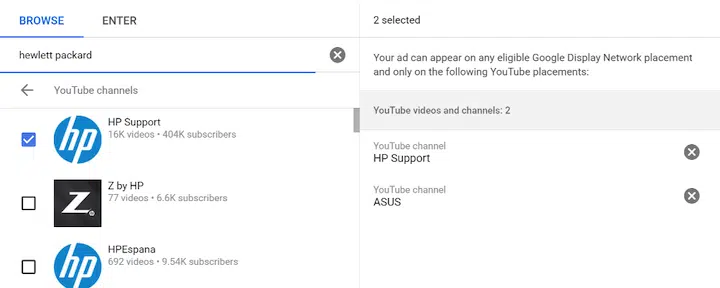 BROWSE
ENTER
hewlett packard
YouTube channels
hp
HP Support
16K videos • 404K subscribers
Z
Z by HP
77 videos • 6.6K subscribers
hp
HPEspana
692 videos • 9.54K subscribers
2 selected
Your ad can appear on any eligible Google Display Network placement
and only on the following YouTube placements:
YouTube videos and channels: 2
YouTube channel
HP Support
YouTube channel
ASUS